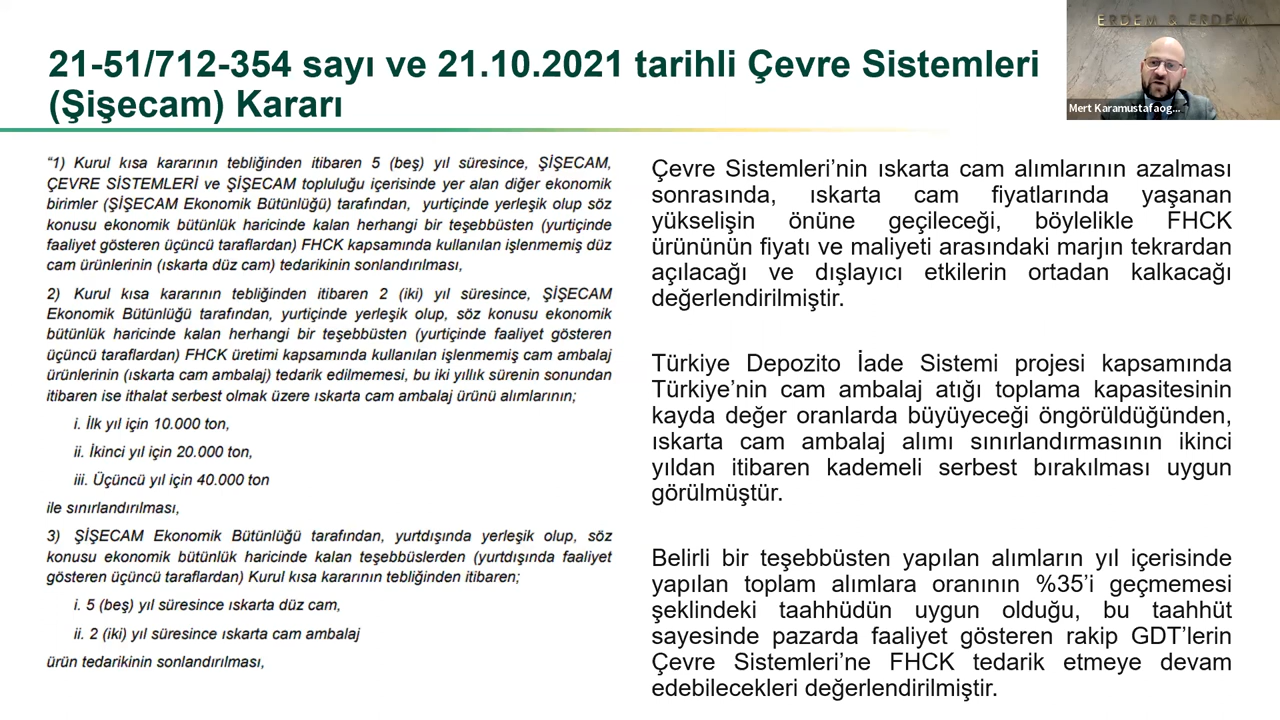 ERDEM & ERDEM
Mert Karamustafaog...
21-51/712-354 sayı ve 21.10.2021 tarihli Çevre Sistemleri
(Şişecam) Kararı
“1) Kurul kısa kararının tebliğinden itibaren 5 (beş) yıl süresince, ŞİŞECAM,
ÇEVRE SİSTEMLERİ ve ŞİŞECAM topluluğu içerisinde yer alan diğer ekonomik
birimler (ŞİŞECAM Ekonomik Bütünlüğü) tarafından, yurtiçinde yerleşik olup söz
konusu ekonomik bütünlük haricinde kalan herhangi bir teşebbüsten (yurtiçinde
faaliyet gösteren üçüncü taraflardan) FHCK kapsamında kullanılan işlenmemiş düz
cam ürünlerinin (ıskarta düz cam) tedarikinin sonlandırılması,
2) Kurul kısa kararının tebliğinden itibaren 2 (iki) yıl süresince, ŞİŞECAM
Ekonomik Bütünlüğü tarafından, yurtiçinde yerleşik olup, söz konusu ekonomik
bütünlük haricinde kalan herhangi bir teşebbüsten (yurtiçinde faaliyet gösteren
üçüncü taraflardan) FHCK üretimi kapsamında kullanılan işlenmemiş cam ambalaj
ürünlerinin (ıskarta cam ambalaj) tedarik edilmemesi, bu iki yıllık sürenin sonundan
itibaren ise ithalat serbest olmak üzere ıskarta cam ambalaj ürünü alımlarının;
i. İlk yıl için 10.000 ton,
ii. İkinci yıl için 20.000 ton,
iii. Üçüncü yıl için 40.000 ton
ile sınırlandırılması,
3) ŞİŞECAM Ekonomik Bütünlüğü tarafından, yurtdışında yerleşik olup, söz
konusu ekonomik bütünlük haricinde kalan teşebbüslerden (yurtdışında faaliyet
gösteren üçüncü taraflardan) Kurul kısa kararının tebliğinden itibaren;
i. 5 (beş) yıl süresince ıskarta düz cam,
ii. 2 (iki) yıl süresince ıskarta cam ambalaj
ürün tedarikinin sonlandırılması,
Çevre Sistemleri’nin ıskarta cam alımlarının azalması
sonrasında, ıskarta cam fiyatlarında yaşanan
yükselişin önüne geçileceği, böylelikle FHCK
ürününün fiyatı ve maliyeti arasındaki marjın tekrardan
açılacağı ve dışlayıcı etkilerin ortadan kalkacağı
değerlendirilmiştir.
Türkiye Depozito İade Sistemi projesi kapsamında
Türkiye’nin cam ambalaj atığı toplama kapasitesinin
kayda değer oranlarda büyüyeceği öngörüldüğünden,
ıskarta cam ambalaj alımı sınırlandırmasının ikinci
yıldan itibaren kademeli serbest bırakılması uygun
görülmüştür.
Belirli bir teşebbüsten yapılan alımların yıl içerisinde
yapılan toplam alımlara oranının %35’i geçmemesi
şeklindeki taahhüdün uygun olduğu, bu taahhüt
sayesinde pazarda faaliyet gösteren rakip GDT’lerin
Çevre Sistemleri’ne FHCK tedarik etmeye devam
edebilecekleri değerlendirilmiştir.